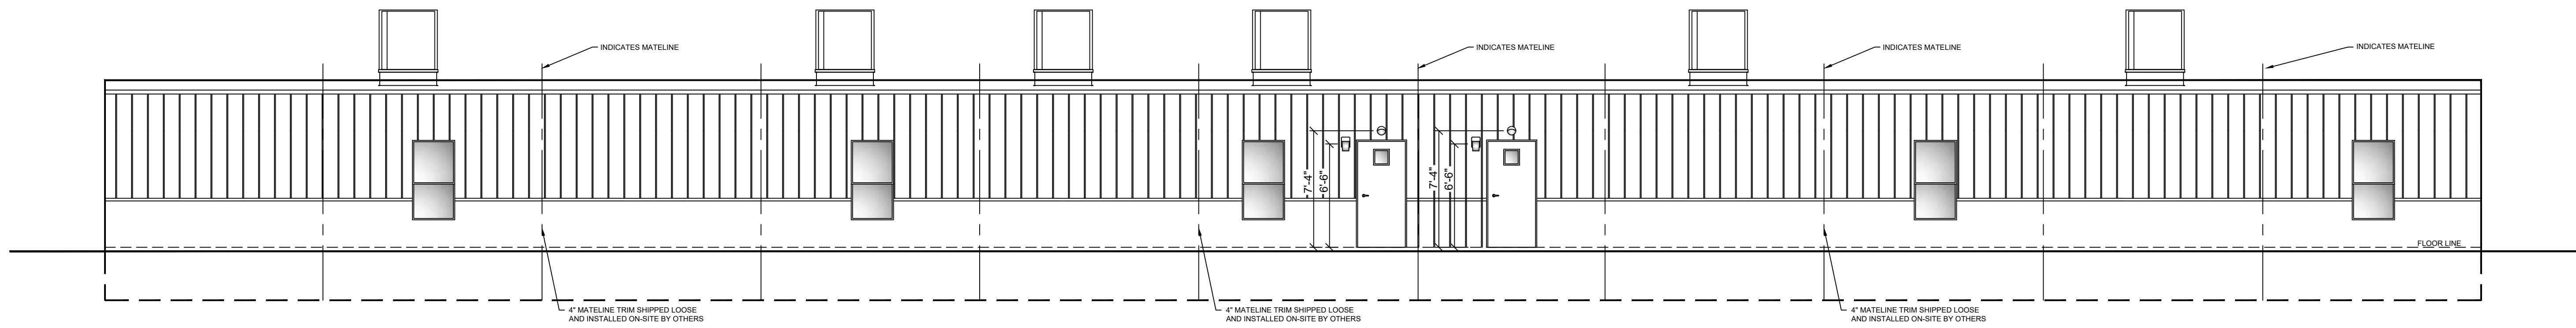 INDICATES MATELINE
INDICATES MATELINE
INDICATES MATELINE
INDICATES MATELINE
7'-4"
6'-6"
7'-4"
6'-6"
FLOOR LINE
4" MATELINE TRIM SHIPPED LOOSE
AND INSTALLED ON-SITE BY OTHERS
4" MATELINE TRIM SHIPPED LOOSE
AND INSTALLED ON-SITE BY OTHERS
4" MATELINE TRIM SHIPPED LOOSE
AND INSTALLED ON-SITE BY OTHERS